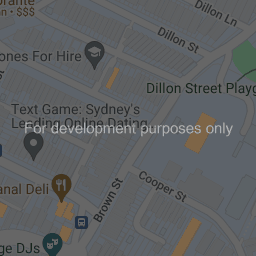 • $$$
Dillon Ln
Dillon St
ones For Hire
Dillon Street Playg
Text Game: Sydney's
Leading Online Dating
For development purposes only
anal Deli
Cooper St
Brown St
ge DJs